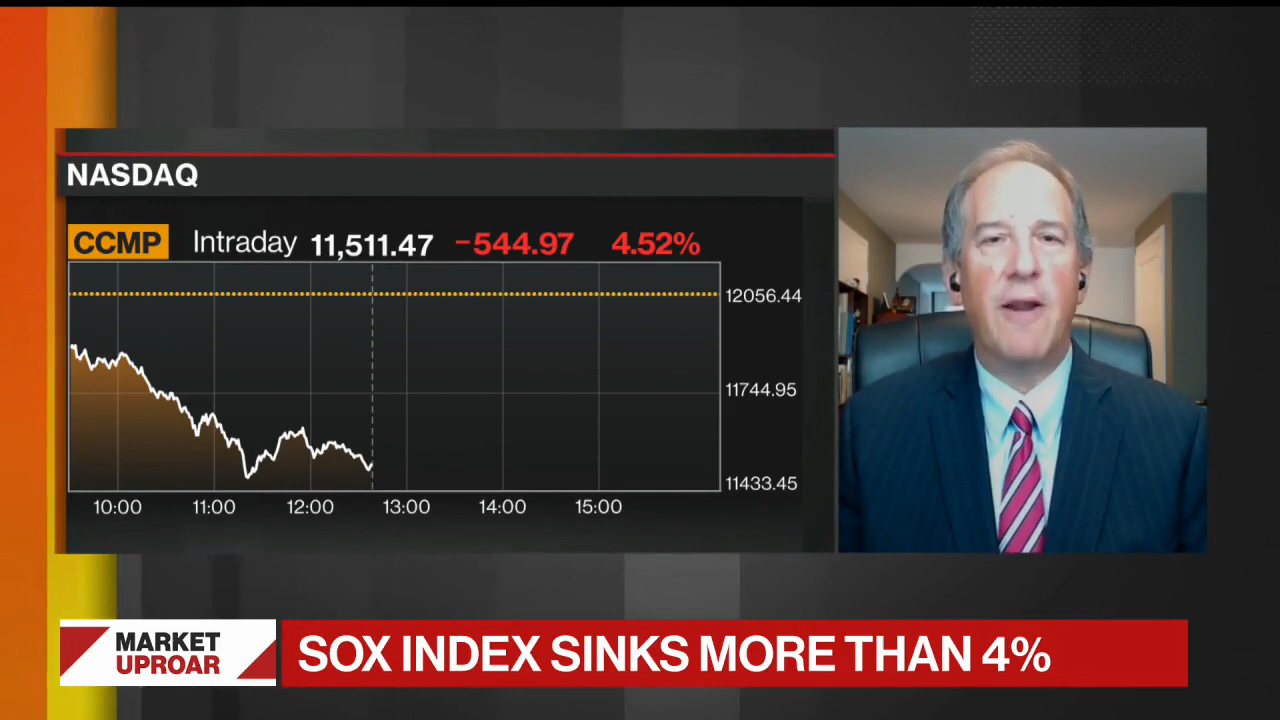 NASDAQ
CCMP Intraday 11,511.47 −544.97 4.52%
12056.44
11744.95
11433.45
10:00 11:00 12:00 13:00 14:00 15:00
MARKET
UPROAR
SOX INDEX SINKS MORE THAN 4%